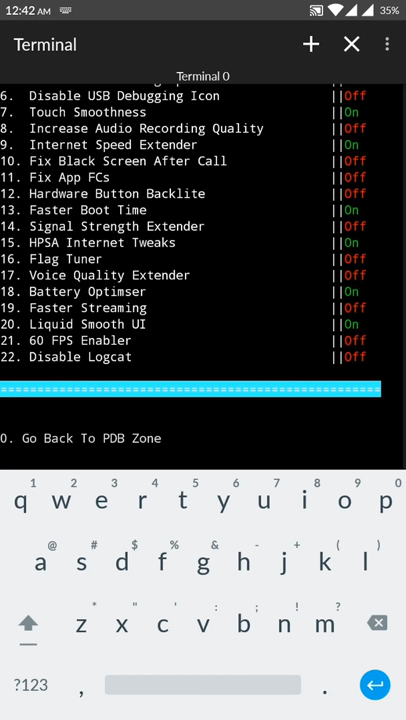 12:42 AM 35%
Terminal
Terminal 0
6. Disable USB Debugging Icon ||Off
7. Touch Smoothness ||On
8. Increase Audio Recording Quality ||Off
9. Internet Speed Extender ||On
10. Fix Black Screen After Call ||Off
11. Fix App FCs ||Off
12. Hardware Button Backlite ||Off
13. Faster Boot Time ||On
14. Signal Strength Extender ||Off
15. HPSA Internet Tweaks ||On
16. Flag Tuner ||Off
17. Voice Quality Extender ||Off
18. Battery Optimser ||On
19. Faster Streaming ||Off
20. Liquid Smooth UI ||On
21. 60 FPS Enabler ||Off
22. Disable Logcat ||Off
====================================================
0. Go Back To PDB Zone
1 2 3 4 5 6 7 8 9 0
q w e r t y u i o p
@ # $ % & - + ( )
a s d f g h j k l
* " ' : ; ! ?
z x c v b n m
?123 , .